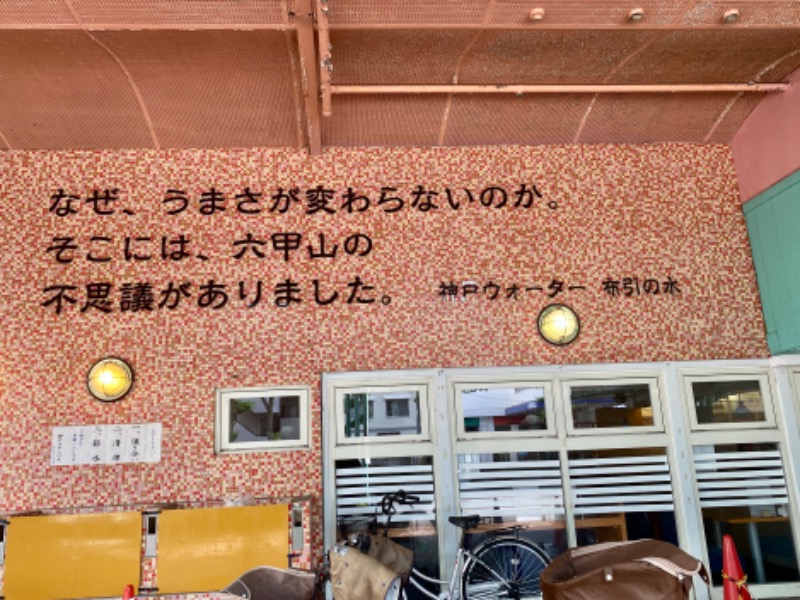 なぜ、うまさが変わらないのか。
そこには、六甲山の
不思議がありました。
神戸ウォーター 布引の水